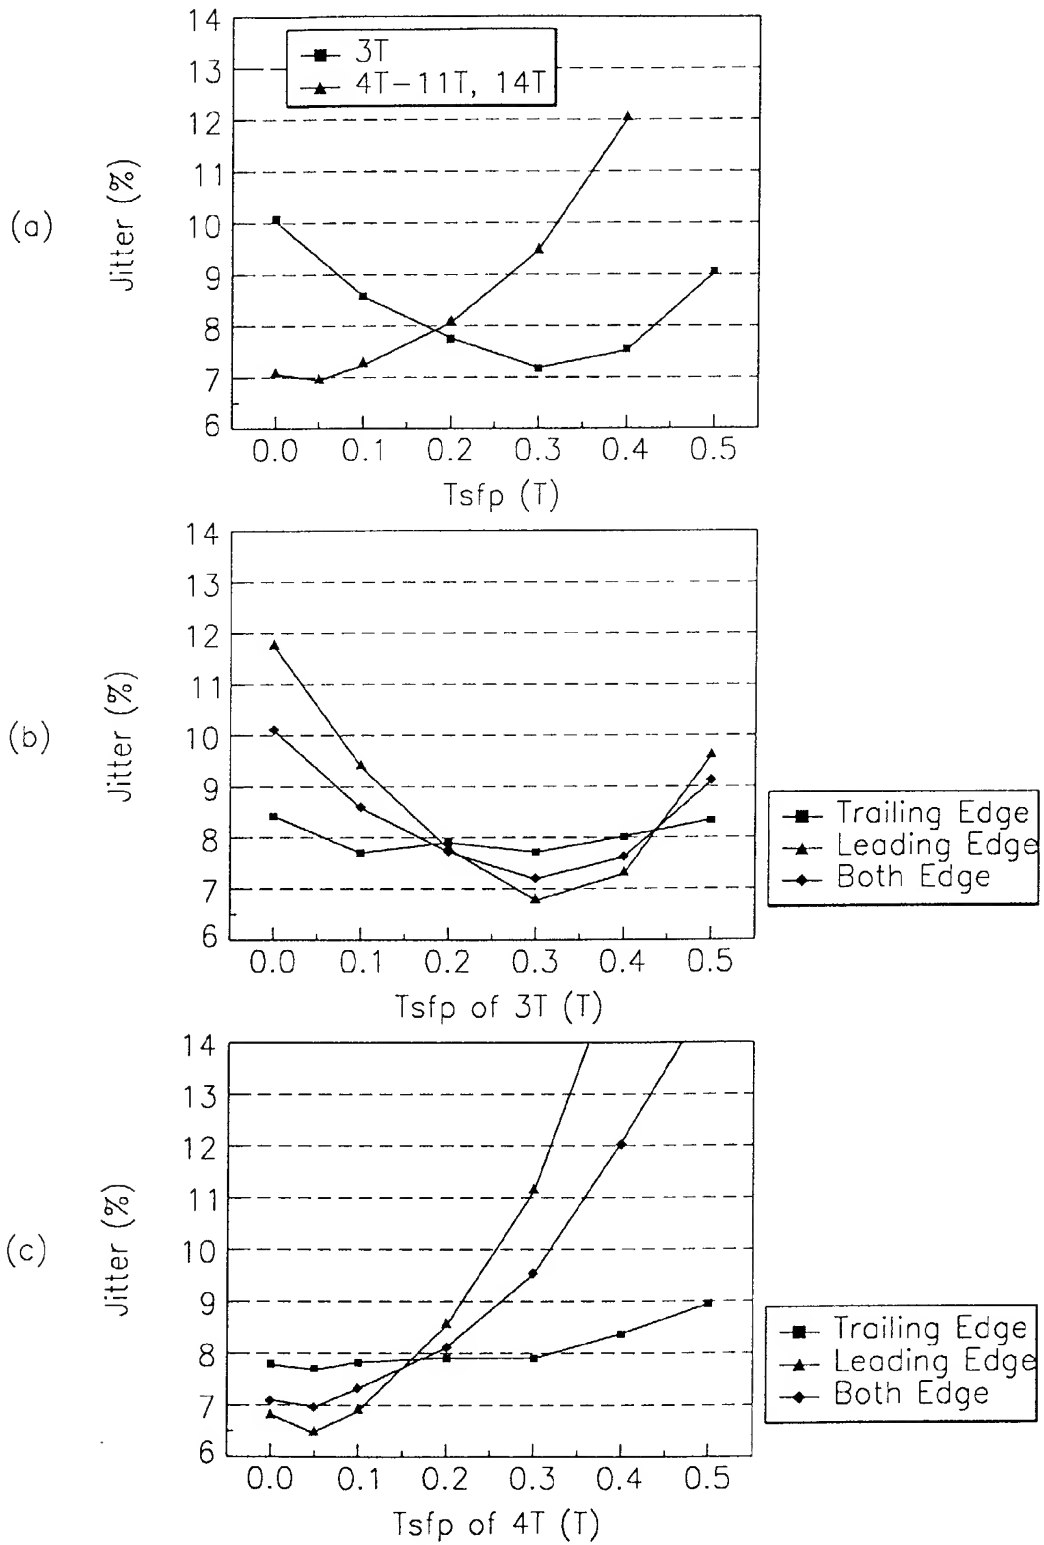 (a)
Jitter (%)
14
13
12
11
10
9
8
7
6
3T
4T-11T, 14T
0.0 0.1 0.2 0.3 0.4 0.5
Tsfp (T)
(b)
Jitter (%)
14
13
12
11
10
9
8
7
6
Trailing Edge
Leading Edge
Both Edge
0.0 0.1 0.2 0.3 0.4 0.5
Tsfp of 3T (T)
(c)
Jitter (%)
14
13
12
11
10
9
8
7
6
Trailing Edge
Leading Edge
Both Edge
0.0 0.1 0.2 0.3 0.4 0.5
Tsfp of 4T (T)